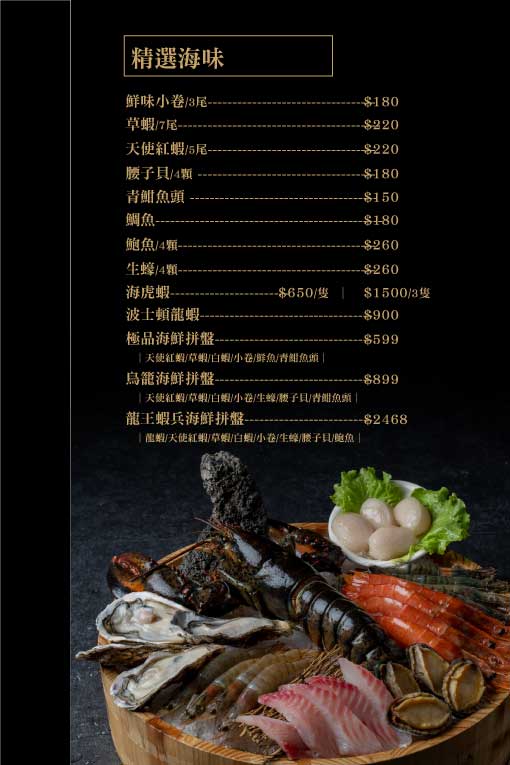 精選海味
鮮味小卷/3尾--------------------------------$180
草蝦/7尾--------------------------------------$220
天使紅蝦/5尾--------------------------------$220
腰子貝/4顆 ----------------------------------$180
青魽魚頭 ------------------------------------$150
鯛魚------------------------------------------$180
鮑魚/4顆--------------------------------------$260
生蠔/4顆--------------------------------------$260
海虎蝦----------------------$650/隻 | $1500/3隻
波士頓龍蝦----------------------------------$900
極品海鮮拼盤-------------------------------$599
|天使紅蝦/草蝦/白蝦/小卷/鮮魚/青魽魚頭|
烏龍海鮮拼盤-------------------------------$899
|天使紅蝦/草蝦/白蝦/小卷/生蠔/腰子貝/青魽魚頭|
龍王蝦兵海鮮拼盤-------------------------$2468
|龍蝦/天使紅蝦/草蝦/白蝦/小卷/生蠔/腰子貝/鮑魚|